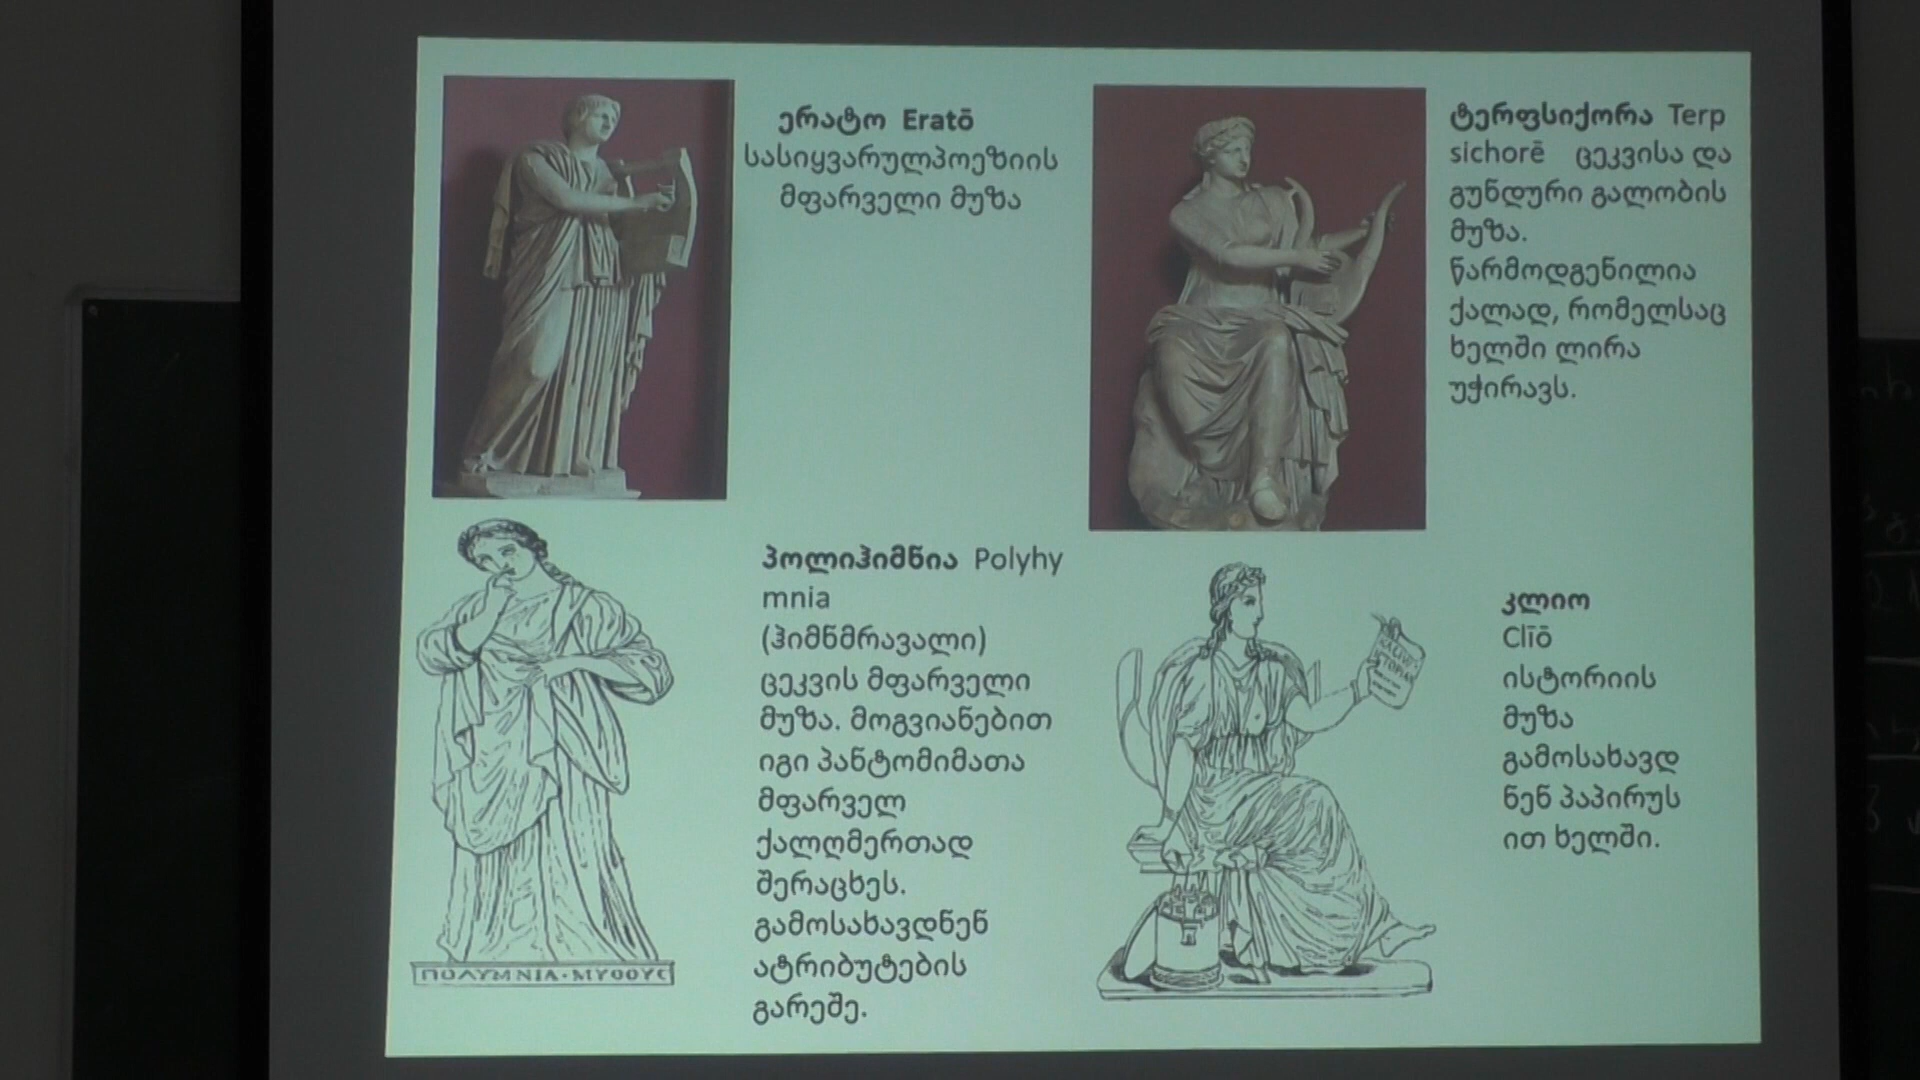 ერატო Eratō
სასიყვარულპოეზიის
მფარველი მუზა
ტერფსიქორა Terp
sichorē ცეკვისა და
გუნდური გალობის
მუზა.
წარმოდგენილია
ქალად, რომელსაც
ხელში ლირა
უჭირავს.
პოლიჰიმნია Polyhy
mnia
(ჰიმნმრავალი)
ცეკვის მფარველი
მუზა. მოგვიანებით
იგი პანტომიმათა
მფარველ
ქალღმერთად
შერაცხეს.
გამოსახავდნენ
ატრიბუტების
გარეშე.
ΠΟΛΥΜΝΙΑ·ΜΥΘΟΥϹ
კლიო
Clīō
ისტორიის
მუზა
გამოსახავდ
ნენ პაპირუს
ით ხელში.